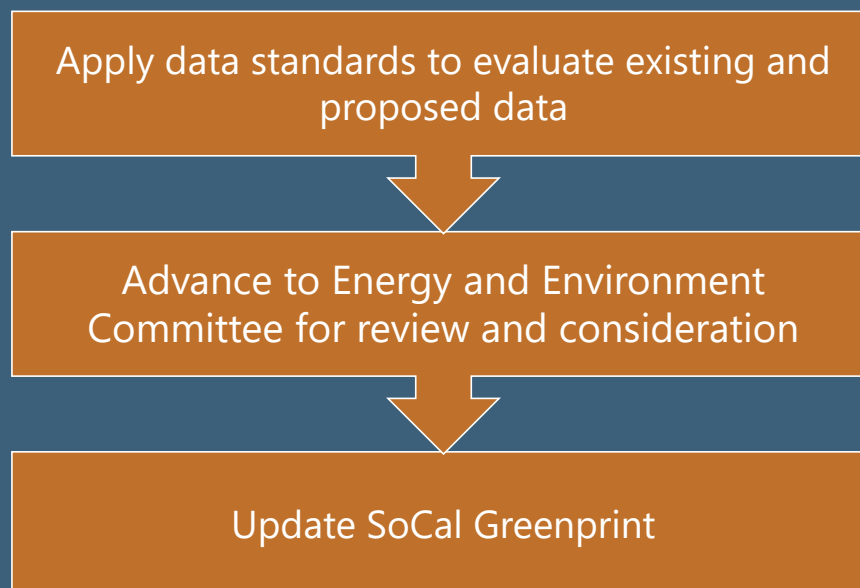 Apply data standards to evaluate existing and
proposed data
Advance to Energy and Environment
Committee for review and consideration
Update SoCal Greenprint